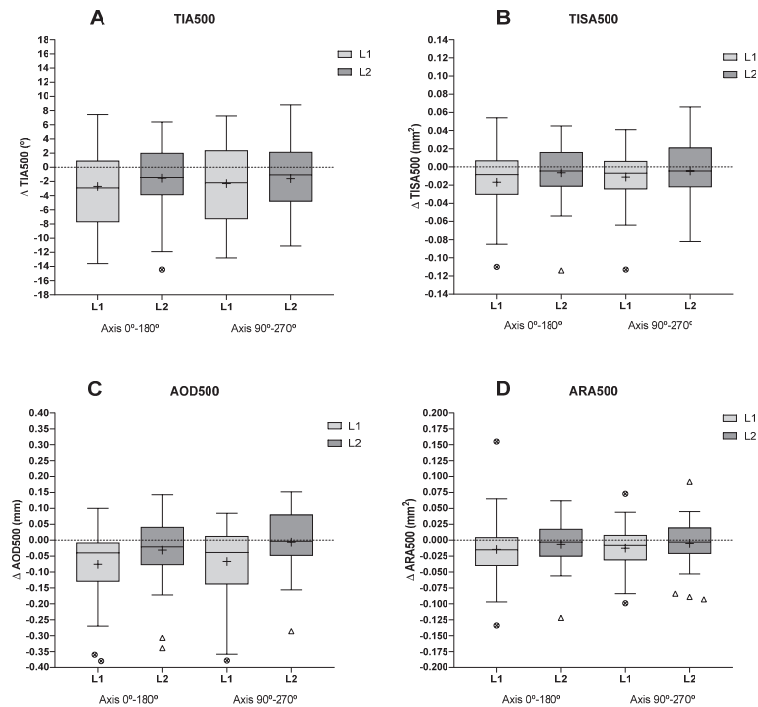 A TIA500
18
16
14
12
10
8
6
4
2
0
-2
-4
-6
-8
-10
-12
-14
-16
-18
Δ TIA500 (º)
L1
L2
L1 L2 L1 L2
Axis 0º-180º Axis 90º-270º
B TISA500
0.14
0.12
0.10
0.08
0.06
0.04
0.02
0.00
-0.02
-0.04
-0.06
-0.08
-0.10
-0.12
-0.14
Δ TISA500 (mm²)
L1
L2
L1 L2 L1 L2
Axis 0º-180º Axis 90º-270º
C AOD500
0.40
0.35
0.30
0.25
0.20
0.15
0.10
0.05
0.00
-0.05
-0.10
-0.15
-0.20
-0.25
-0.30
-0.35
-0.40
Δ AOD500 (mm)
L1
L2
L1 L2 L1 L2
Axis 0º-180º Axis 90º-270º
D ARA500
0.200
0.175
0.150
0.125
0.100
0.075
0.050
0.025
0.000
-0.025
-0.050
-0.075
-0.100
-0.125
-0.150
-0.175
-0.200
Δ ARA500 (mm²)
L1
L2
L1 L2 L1 L2
Axis 0º-180º Axis 90º-270º